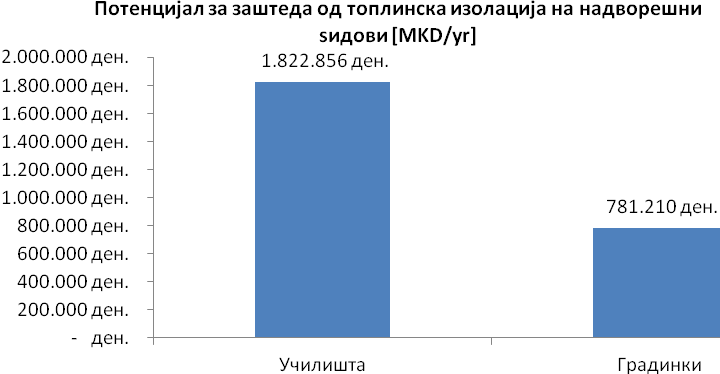 Потенцијал за заштеда од топлинска изолација на надворешни
ѕидови [MKD/yr]
2.000.000 ден.
1.800.000 ден.
1.600.000 ден.
1.400.000 ден.
1.200.000 ден.
1.000.000 ден.
800.000 ден.
600.000 ден.
400.000 ден.
200.000 ден.
- ден.
1.822.856 ден.
781.210 ден.
Училишта
Градинки